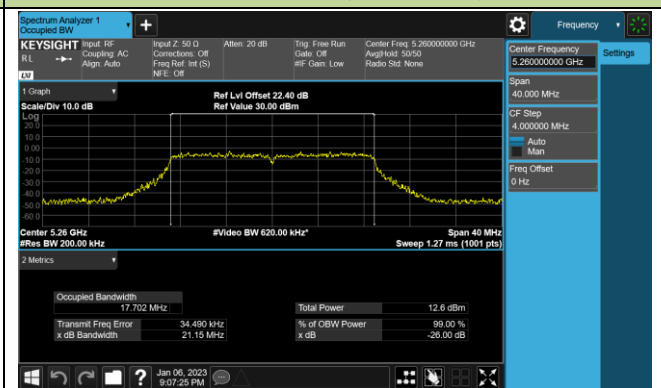 Spectrum Analyzer 1
Occupied BW
Frequency
KEYSIGHT
Input: RF
Input Z: 50 Ω
Atten: 20 dB
Trig: Free Run
Center Freq: 5.260000000 GHz
RL
Coupling: AC
Corrections: Off
Gate: Off
Avg|Hold: 50/50
Align: Auto
Freq Ref: Int (S)
#IF Gain: Low
Radio Std: None
NFE: Off
Center Frequency
5.260000000 GHz
Settings
Span
40.000 MHz
CF Step
4.000000 MHz
Auto
Man
Freq Offset
0 Hz
1 Graph
Ref Lvl Offset 22.40 dB
Scale/Div 10.0 dB
Ref Value 30.00 dBm
Log
20.0
10.0
0.00
-10.0
-20.0
-30.0
-40.0
-50.0
-60.0
Center 5.26 GHz
#Video BW 620.00 kHz*
Span 40 MHz
#Res BW 200.00 kHz
Sweep 1.27 ms (1001 pts)
2 Metrics
Occupied Bandwidth
17.702 MHz
Total Power
12.6 dBm
Transmit Freq Error
34.490 kHz
% of OBW Power
99.00 %
x dB Bandwidth
21.15 MHz
x dB
-26.00 dB
?
Jan 06, 2023
9:07:25 PM